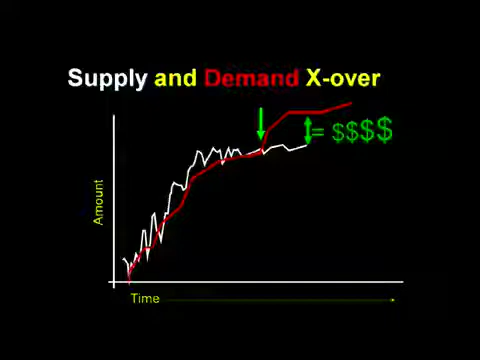 Supply and Demand X-over
= $$$$
Amount
Time